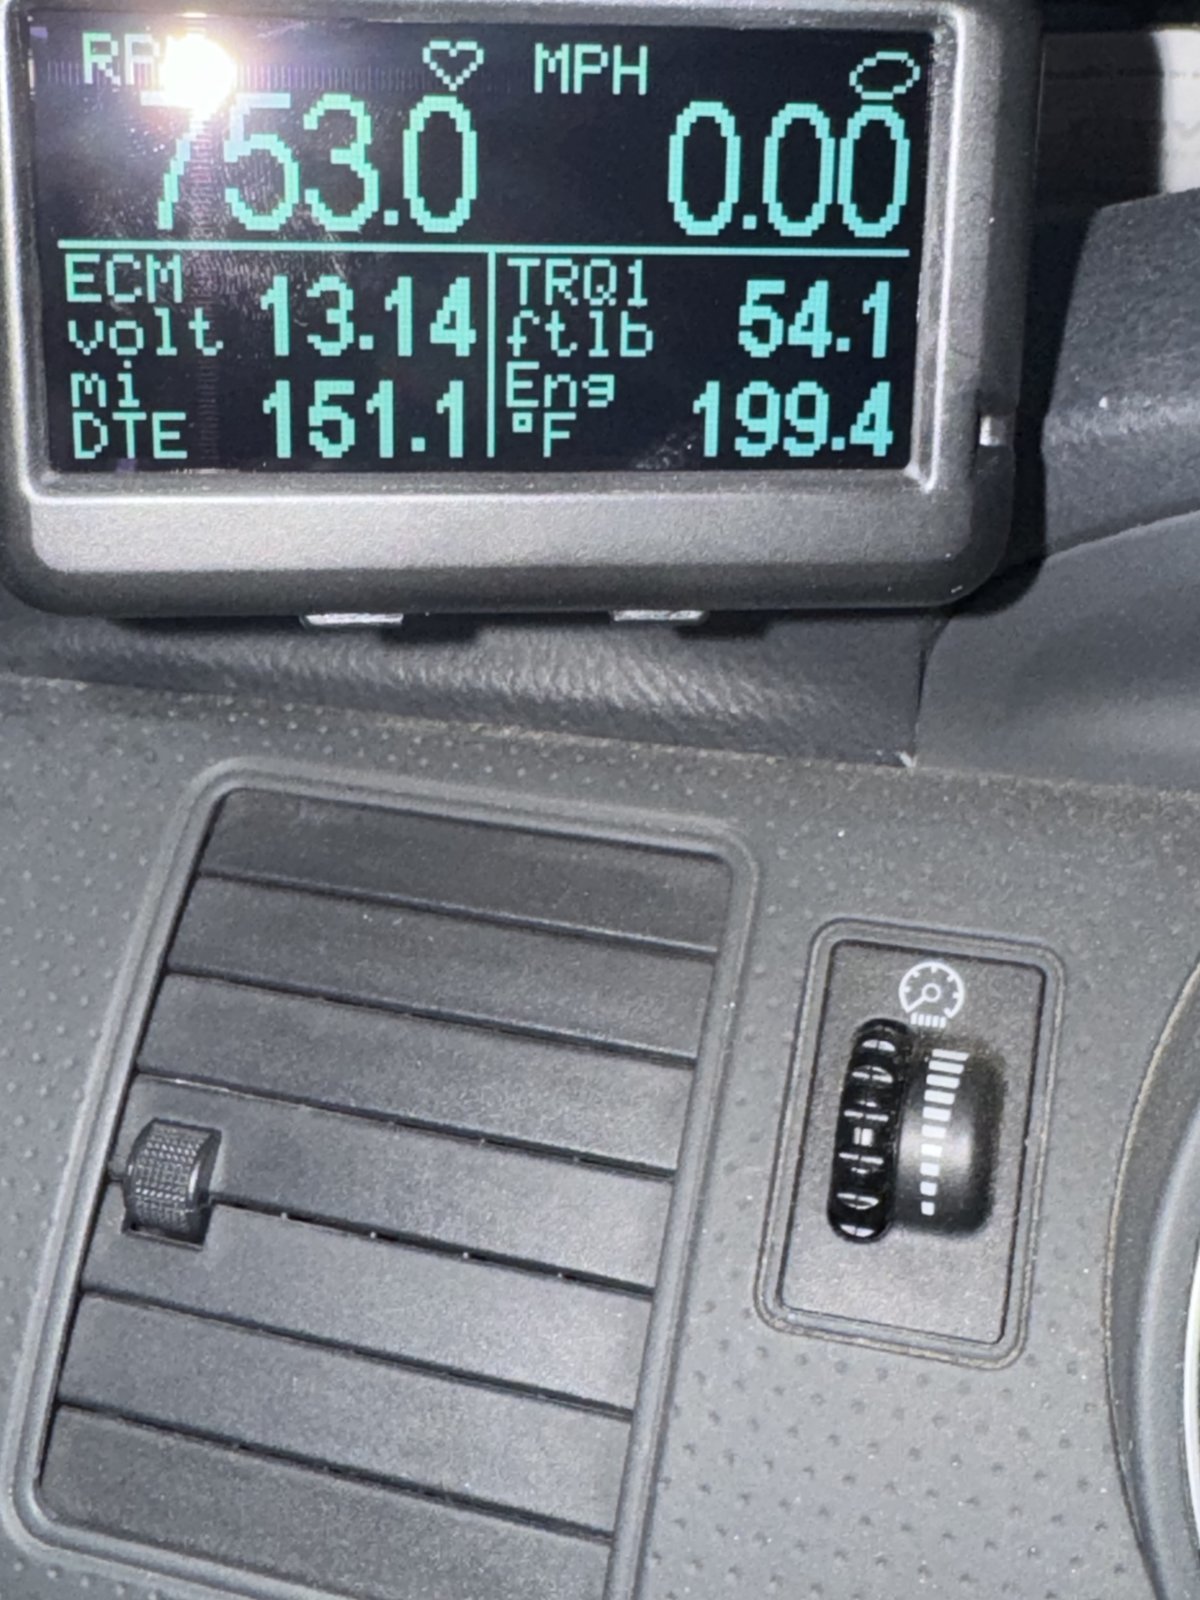 RPM MPH
753.0 0.00
ECM volt 13.14 TRQ1 ftlb 54.1
mi DTE 151.1 Eng °F 199.4